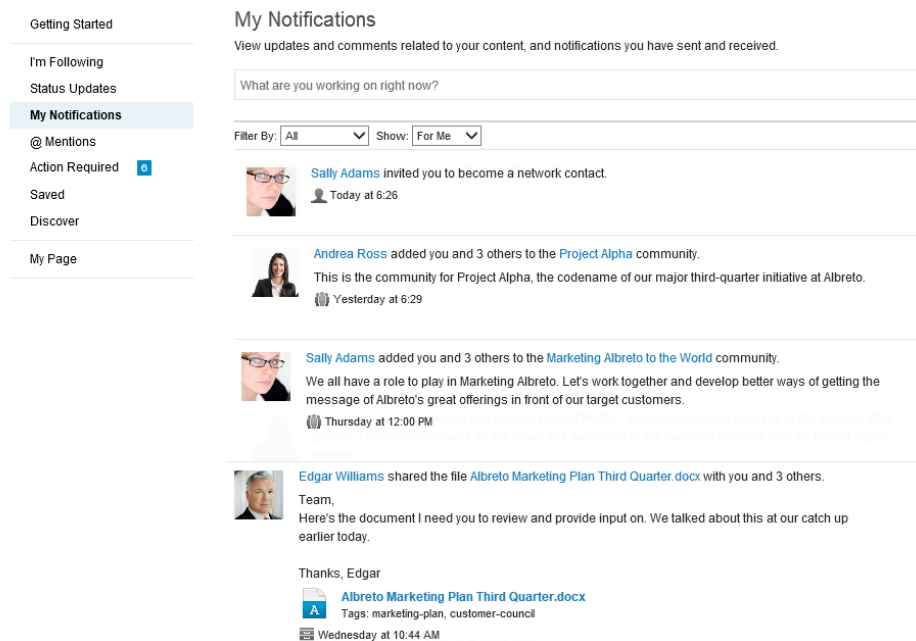 Getting Started
I'm Following
Status Updates
My Notifications
@ Mentions
Action Required 6
Saved
Discover
My Page
My Notifications
View updates and comments related to your content, and notifications you have sent and received.
What are you working on right now?
Filter By: All Show: For Me
Sally Adams invited you to become a network contact.
Today at 6:26
Andrea Ross added you and 3 others to the Project Alpha community.
This is the community for Project Alpha, the codename of our major third-quarter initiative at Albreto.
Yesterday at 6:29
Sally Adams added you and 3 others to the Marketing Albreto to the World community.
We all have a role to play in Marketing Albreto. Let's work together and develop better ways of getting the
message of Albreto's great offerings in front of our target customers.
Thursday at 12:00 PM
Edgar Williams shared the file Albreto Marketing Plan Third Quarter.docx with you and 3 others.
Team,
Here's the document I need you to review and provide input on. We talked about this at our catch up
earlier today.
Thanks, Edgar
A
Albreto Marketing Plan Third Quarter.docx
Tags: marketing-plan, customer-council
Wednesday at 10:44 AM